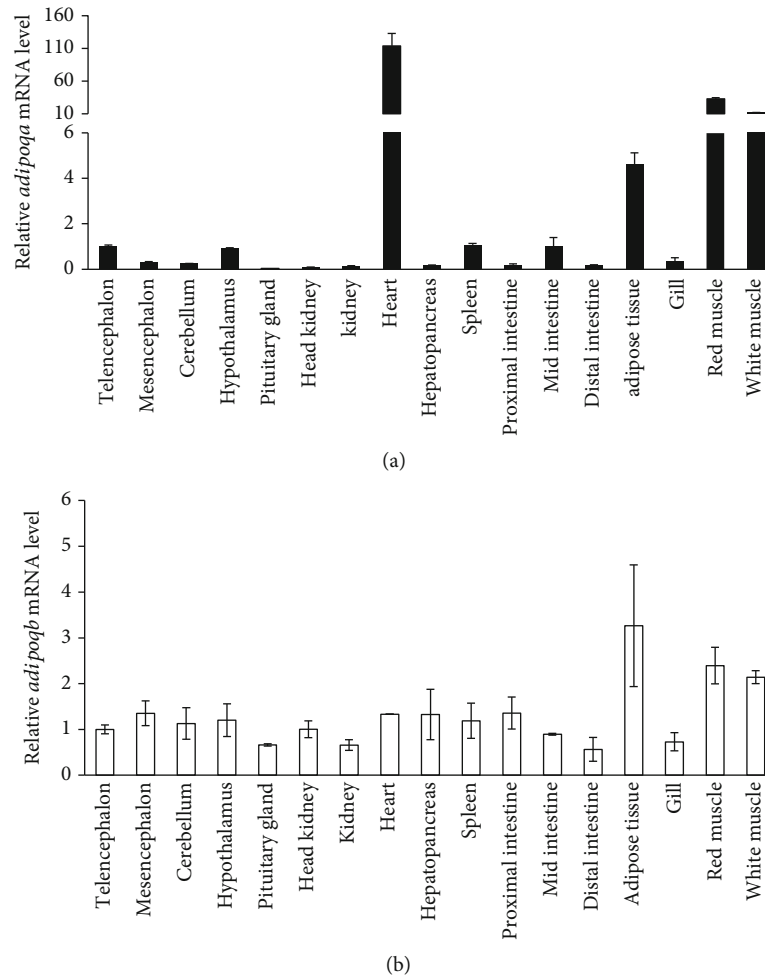 Relative adipoqa mRNA level
160
110
60
10
6
4
2
0
Telencephalon
Mesencephalon
Cerebellum
Hypothalamus
Pituitary gland
Head kidney
kidney
Heart
Hepatopancreas
Spleen
Proximal intestine
Mid intestine
Distal intestine
adipose tissue
Gill
Red muscle
White muscle
(a)
Relative adipoqb mRNA level
6
5
4
3
2
1
0
Telencephalon
Mesencephalon
Cerebellum
Hypothalamus
Pituitary gland
Head kidney
Kidney
Heart
Hepatopancreas
Spleen
Proximal intestine
Mid intestine
Distal intestine
Adipose tissue
Gill
Red muscle
White muscle
(b)